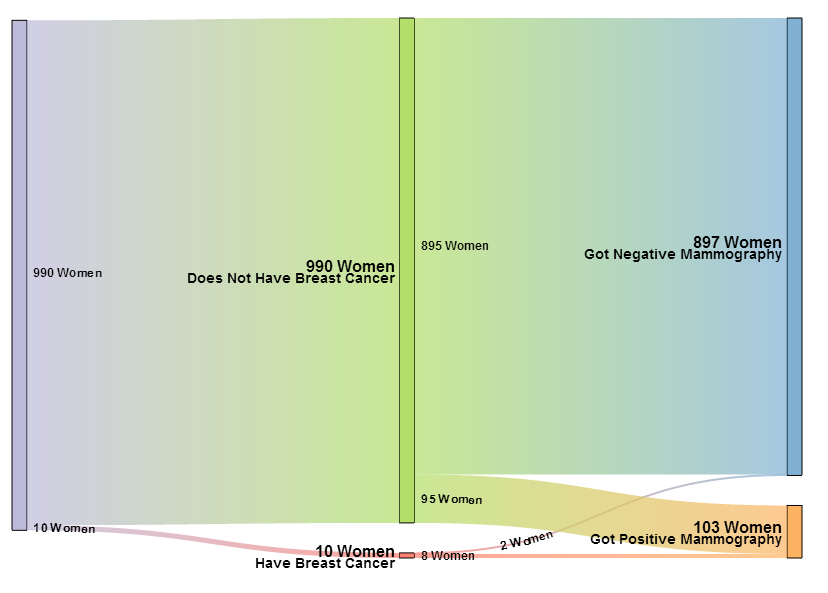 990 Women
10 Women
990 Women
Does Not Have Breast Cancer
10 Women
Have Breast Cancer
895 Women
95 Women
2 Women
8 Women
897 Women
Got Negative Mammography
103 Women
Got Positive Mammography